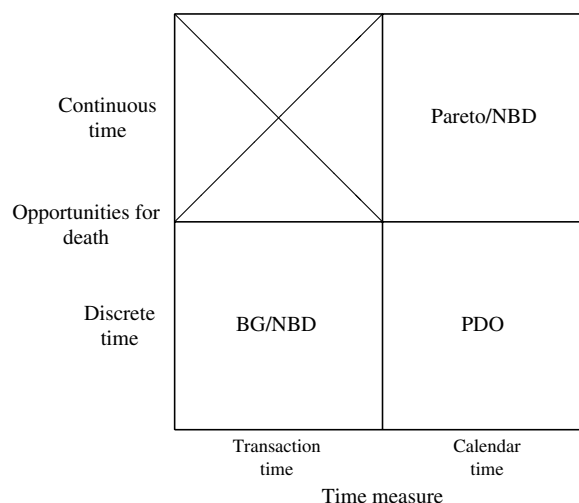 Continuous
time
Pareto/NBD
Opportunities for
death
Discrete
time
BG/NBD
PDO
Transaction
time
Calendar
time
Time measure